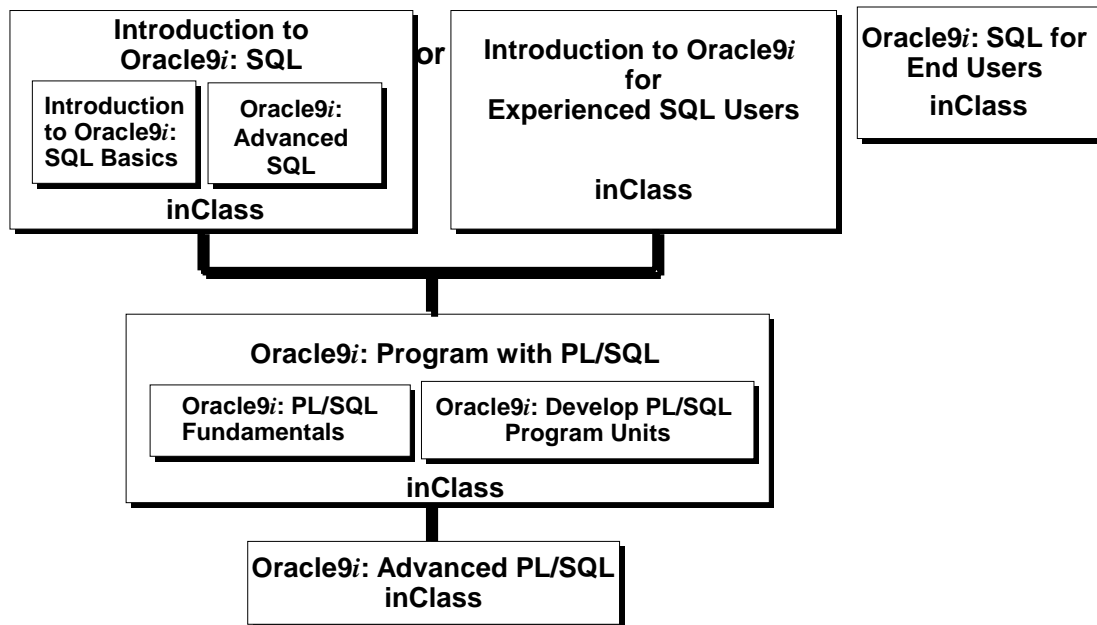 Introduction to
Oracle9i: SQL
Introduction
to Oracle9i:
SQL Basics
Oracle9i:
Advanced
SQL
inClass
or
Introduction to Oracle9i
for
Experienced SQL Users
inClass
Oracle9i: SQL for
End Users
inClass
Oracle9i: Program with PL/SQL
Oracle9i: PL/SQL
Fundamentals
Oracle9i: Develop PL/SQL
Program Units
inClass
Oracle9i: Advanced PL/SQL
inClass